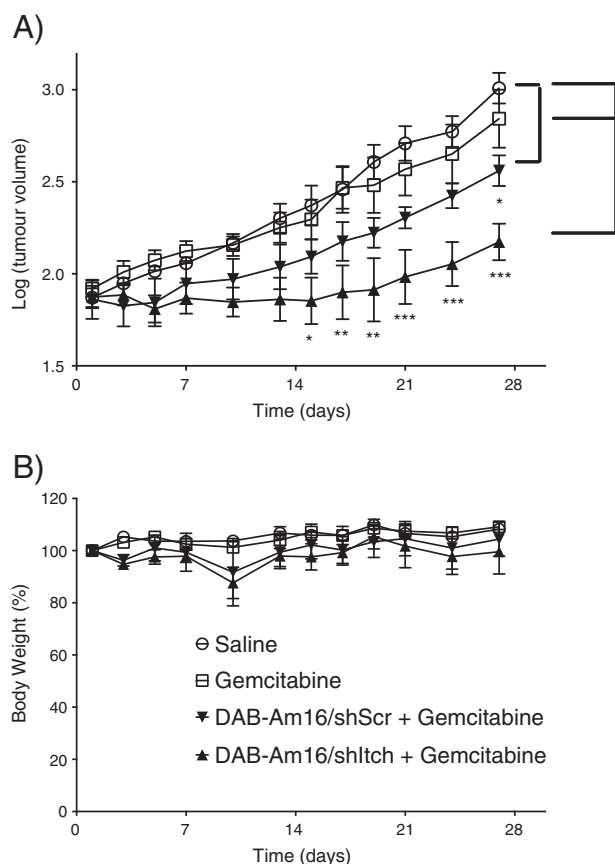 A)
3.0
2.5
2.0
1.5
Log (tumour volume)
*
**
**
***
***
*
***
0
7
14
21
28
Time (days)
B)
120
100
80
60
40
20
0
Body Weight (%)
Saline
Gemcitabine
DAB-Am16/shScr + Gemcitabine
DAB-Am16/shItch + Gemcitabine
0
7
14
21
28
Time (days)